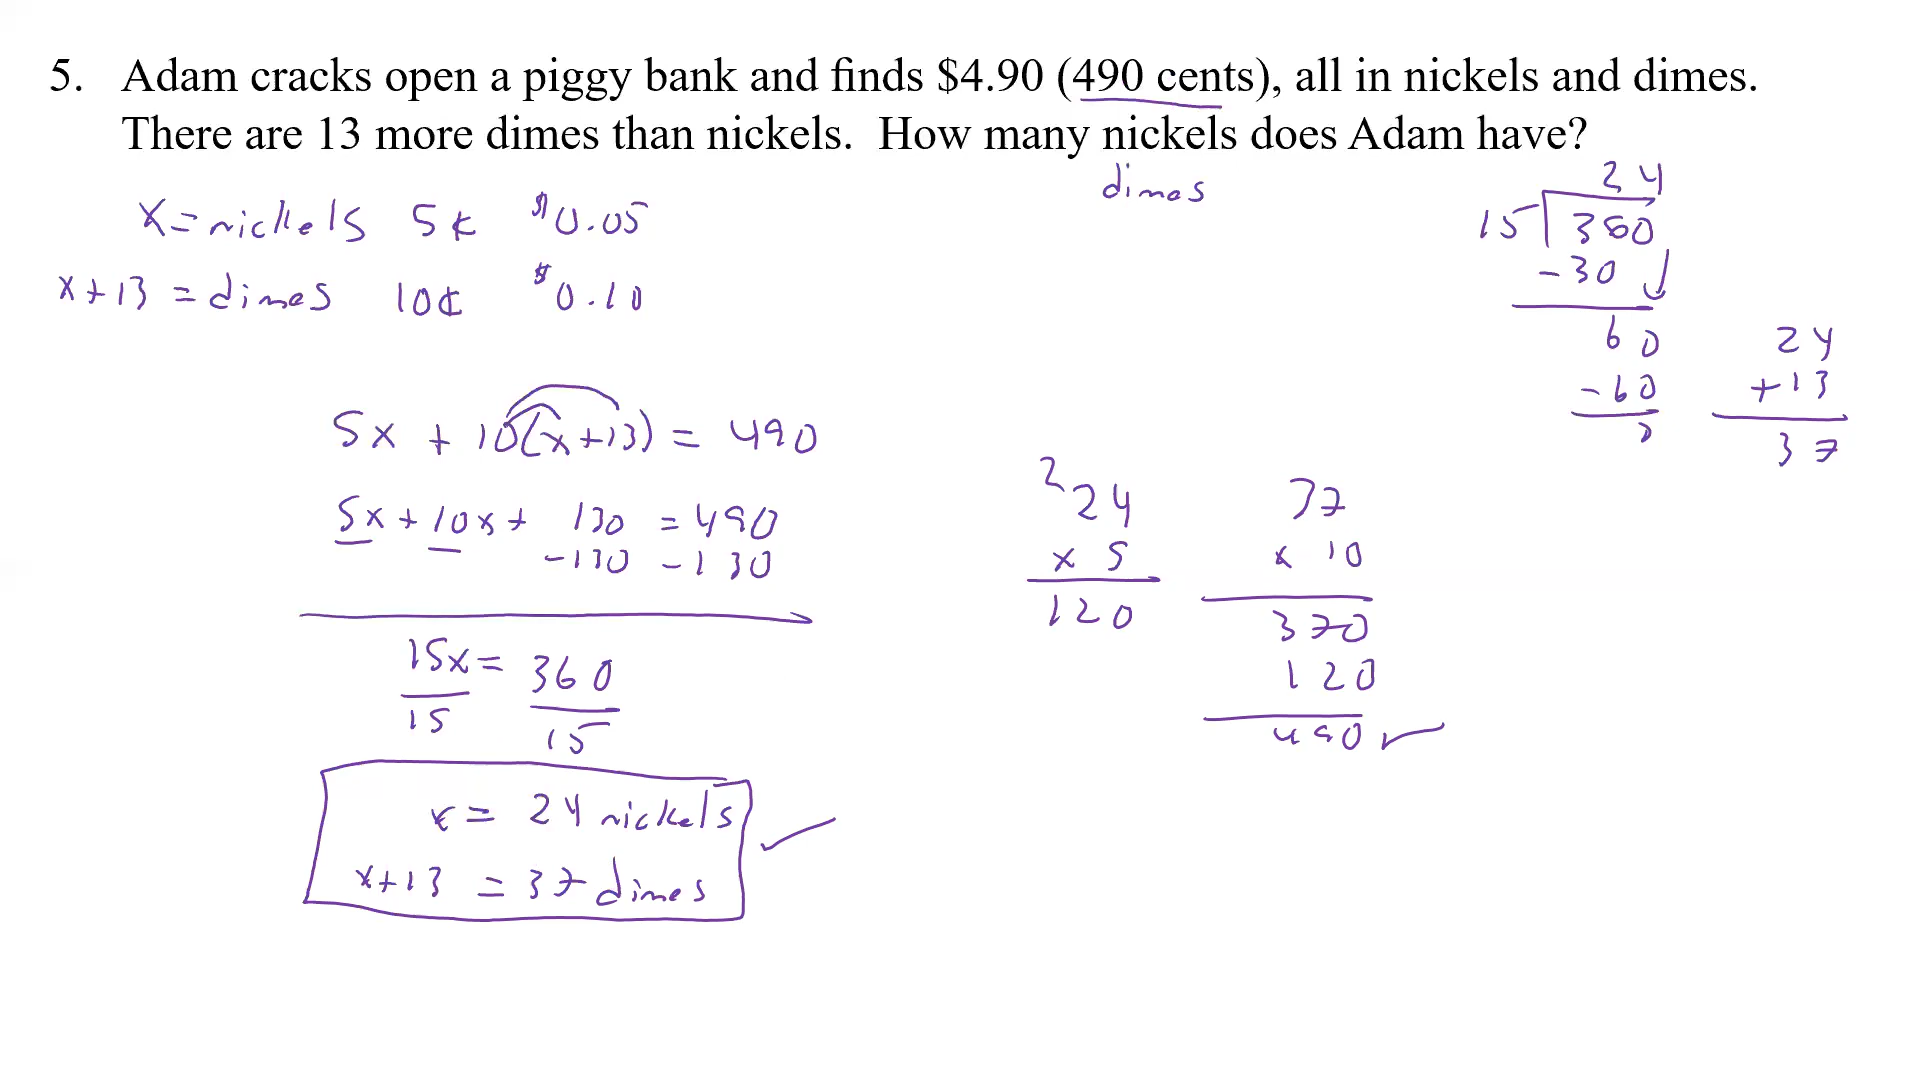 5. Adam cracks open a piggy bank and finds $4.90 (490 cents), all in nickels and dimes.
There are 13 more dimes than nickels. How many nickels does Adam have?
dimes
x = nickels 5¢ $0.05
x + 13 = dimes 10¢ $0.10
5x + 10(x+13) = 490
5x + 10x + 130 = 490
-130 -130
15x = 360
15 15
x = 24 nickels
x+13 = 37 dimes
24
15 360
-30
60
-60
0
24
+13
37
2
24
x 5
120
37
x 10
370
120
490